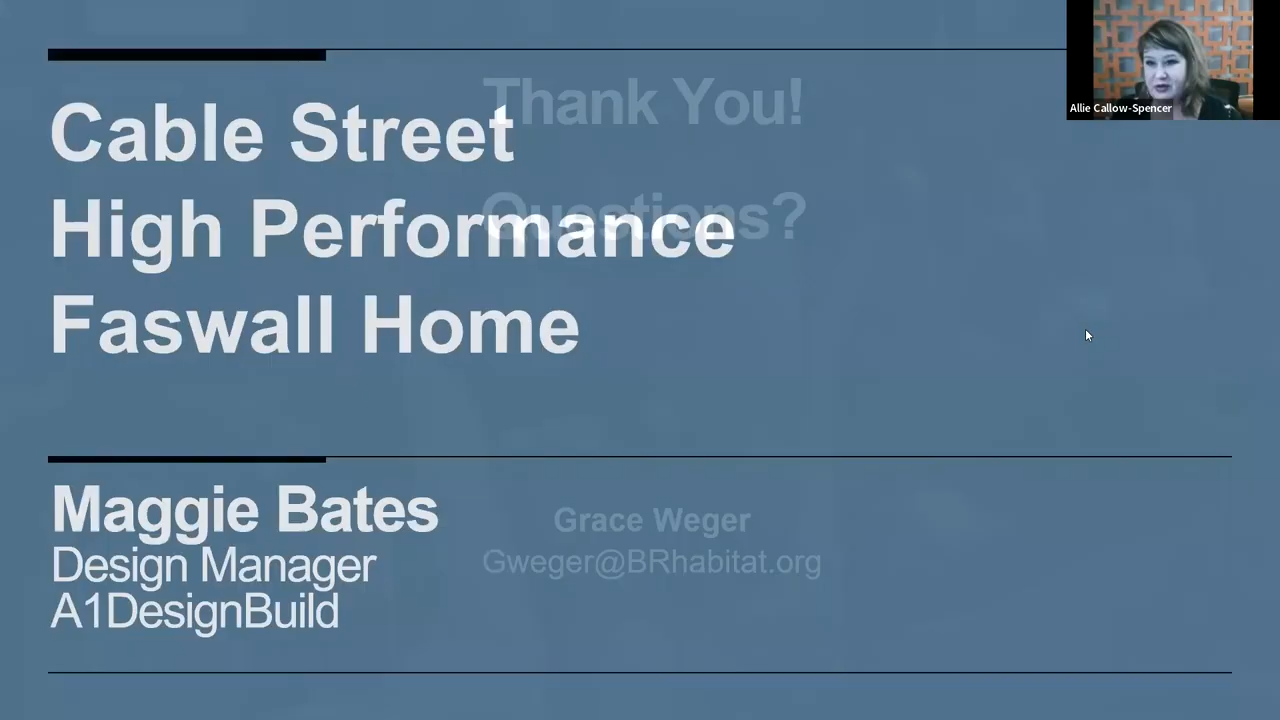 Cable Street
High Performance
Faswall Home
Thank You!
Questions?
Allie Callow-Spencer
Maggie Bates
Design Manager
A1DesignBuild
Grace Weger
Gweger@BRhabitat.org